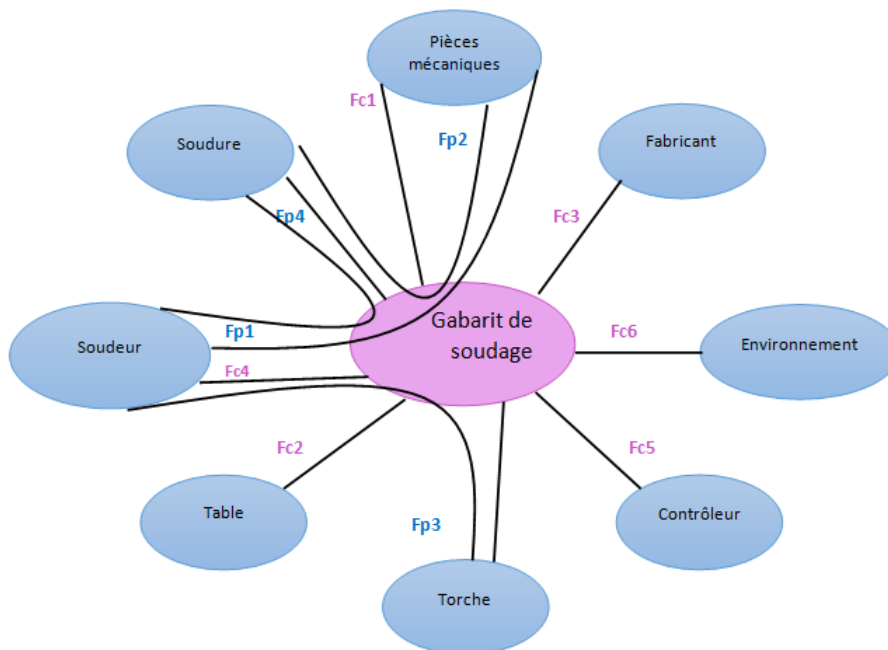 Pièces
mécaniques
Fc1
Fp2
Soudure
Fabricant
Fp4
Fc3
Gabarit de
soudage
Fp1
Fc6
Soudeur
Environnement
Fc4
Fc2
Fc5
Table
Fp3
Contrôleur
Torche